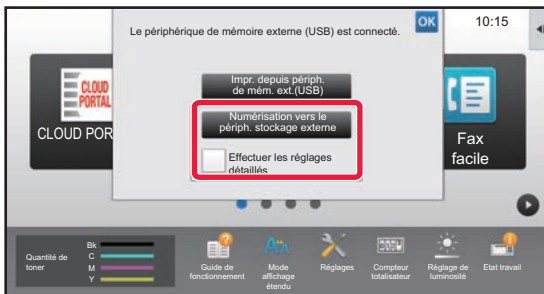 Le périphérique de mémoire externe (USB) est connecté.
OK
10:15
Impr. depuis périph.
de mém. ext.(USB)
Numérisation vers le
périph. stockage externe
Effectuer les réglages
détaillés
CLOUD
PORTAL
CLOUD POR
Fax
facile
Quantité de
toner
Bk
C
M
Y
Guide de
fonctionnement
Mode
affichage
étendu
Réglages
Compteur
totalisateur
Réglage de
luminosité
Etat travail